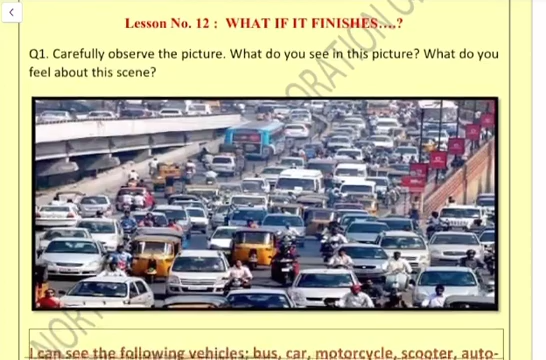 Lesson No. 12 : WHAT IF IT FINISHES....?
Q1. Carefully observe the picture. What do you see in this picture? What do you
feel about this scene?
I can see the following vehicles: bus, car, motorcycle, scooter, auto-